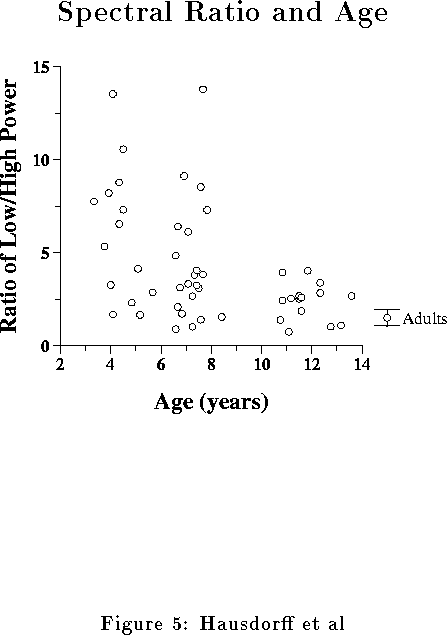 Spectral Ratio and Age
Ratio of Low/High Power
15
10
5
0
2 4 6 8 10 12 14
Adults
Age (years)
Figure 5: Hausdorff et al